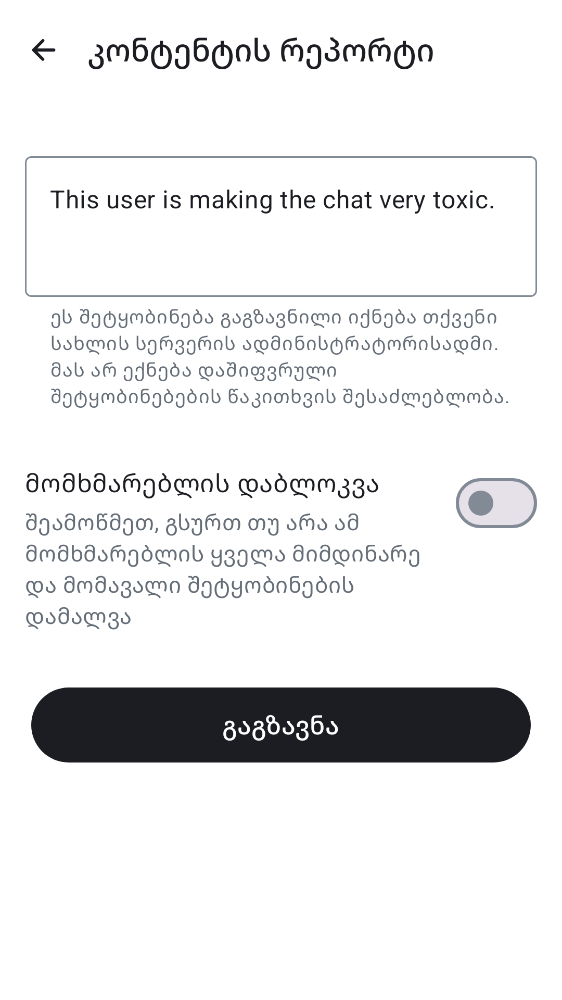 კონტენტის რეპორტი
This user is making the chat very toxic.
ეს შეტყობინება გაგზავნილი იქნება თქვენი
სახლის სერვერის ადმინისტრატორისადმი.
მას არ ექნება დაშიფვრული
შეტყობინებების წაკითხვის შესაძლებლობა.
მომხმარებლის დაბლოკვა
შეამოწმეთ, გსურთ თუ არა ამ
მომხმარებლის ყველა მიმდინარე
და მომავალი შეტყობინების
დამალვა
გაგზავნა